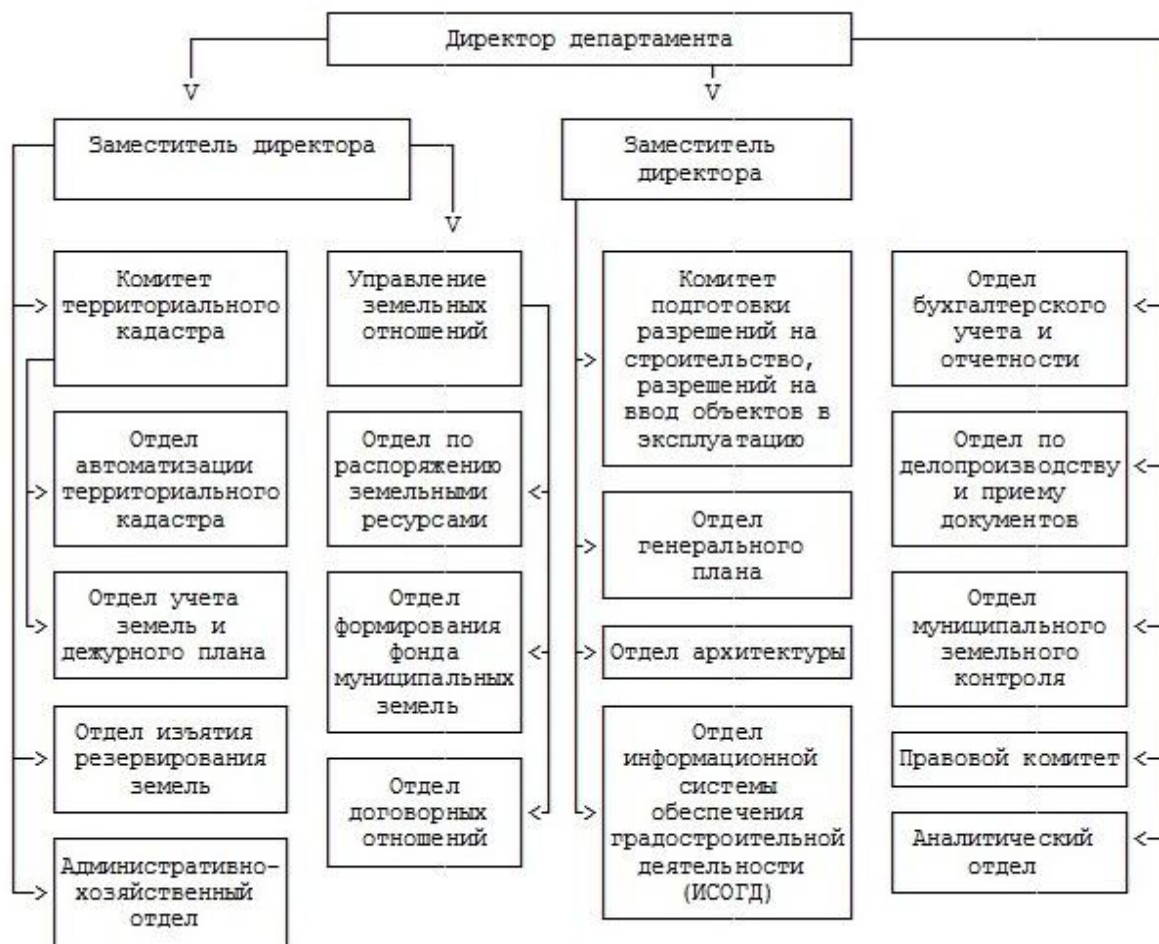 Директор департамента
V
V
Заместитель директора
Заместитель
директора
V
Комитет
территориального
кадастра
Управление
земельных
отношений
Комитет
подготовки
разрешений на
строительство,
разрешений на
ввод объектов в
эксплуатацию
Отдел
бухгалтерского
учета и
отчетности
Отдел
автоматизации
территориального
кадастра
Отдел по
распоряжению
земельными
ресурсами
Отдел
генерального
плана
Отдел по
делопроизводству
и приему
документов
Отдел учета
земель и
дежурного плана
Отдел
формирования
фонда
муниципальных
земель
Отдел архитектуры
Отдел
муниципального
земельного
контроля
Отдел изъятия
резервирования
земель
Отдел
договорных
отношений
Отдел
информационной
системы
обеспечения
градостроительной
деятельности
(ИСОГД)
Правовой комитет
Аналитический
отдел
Административно-
хозяйственный
отдел